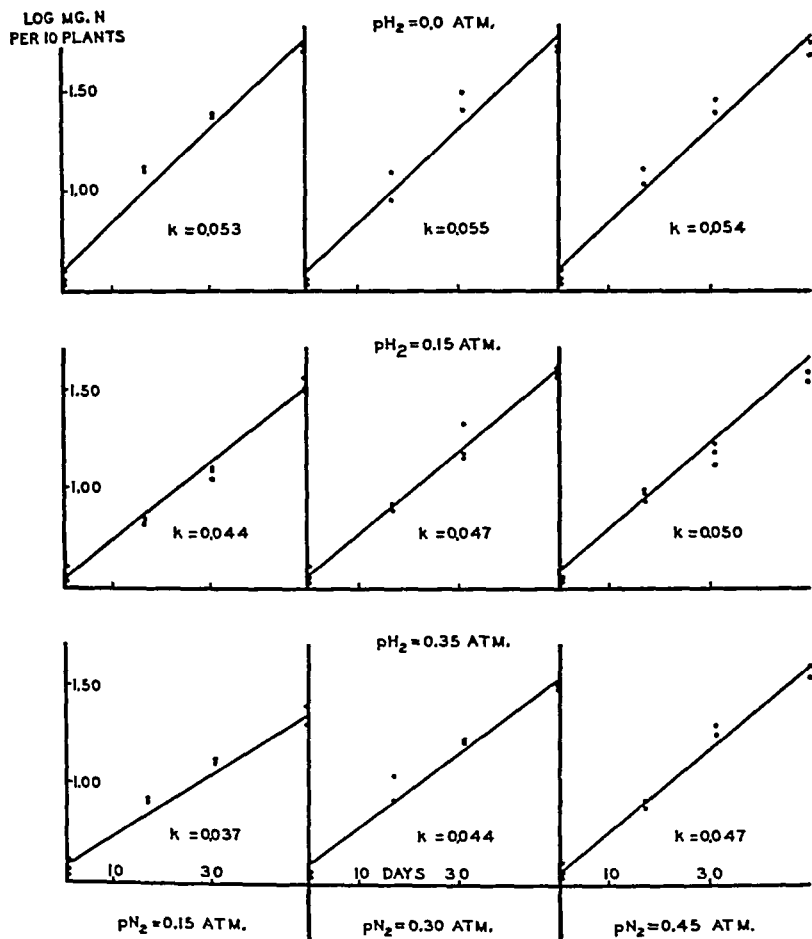 LOG MG. N
PER 10 PLANTS
pH₂=0.0 ATM.
1.50
1.00
k=0.053
k=0.055
k=0.054
pH₂=0.15 ATM.
1.50
1.00
k=0.044
k=0.047
k=0.050
pH₂=0.35 ATM.
1.50
1.00
k=0.037
k=0.044
k=0.047
10 30 10 DAYS 30 10 30
pN₂=0.15 ATM. pN₂=0.30 ATM. pN₂=0.45 ATM.